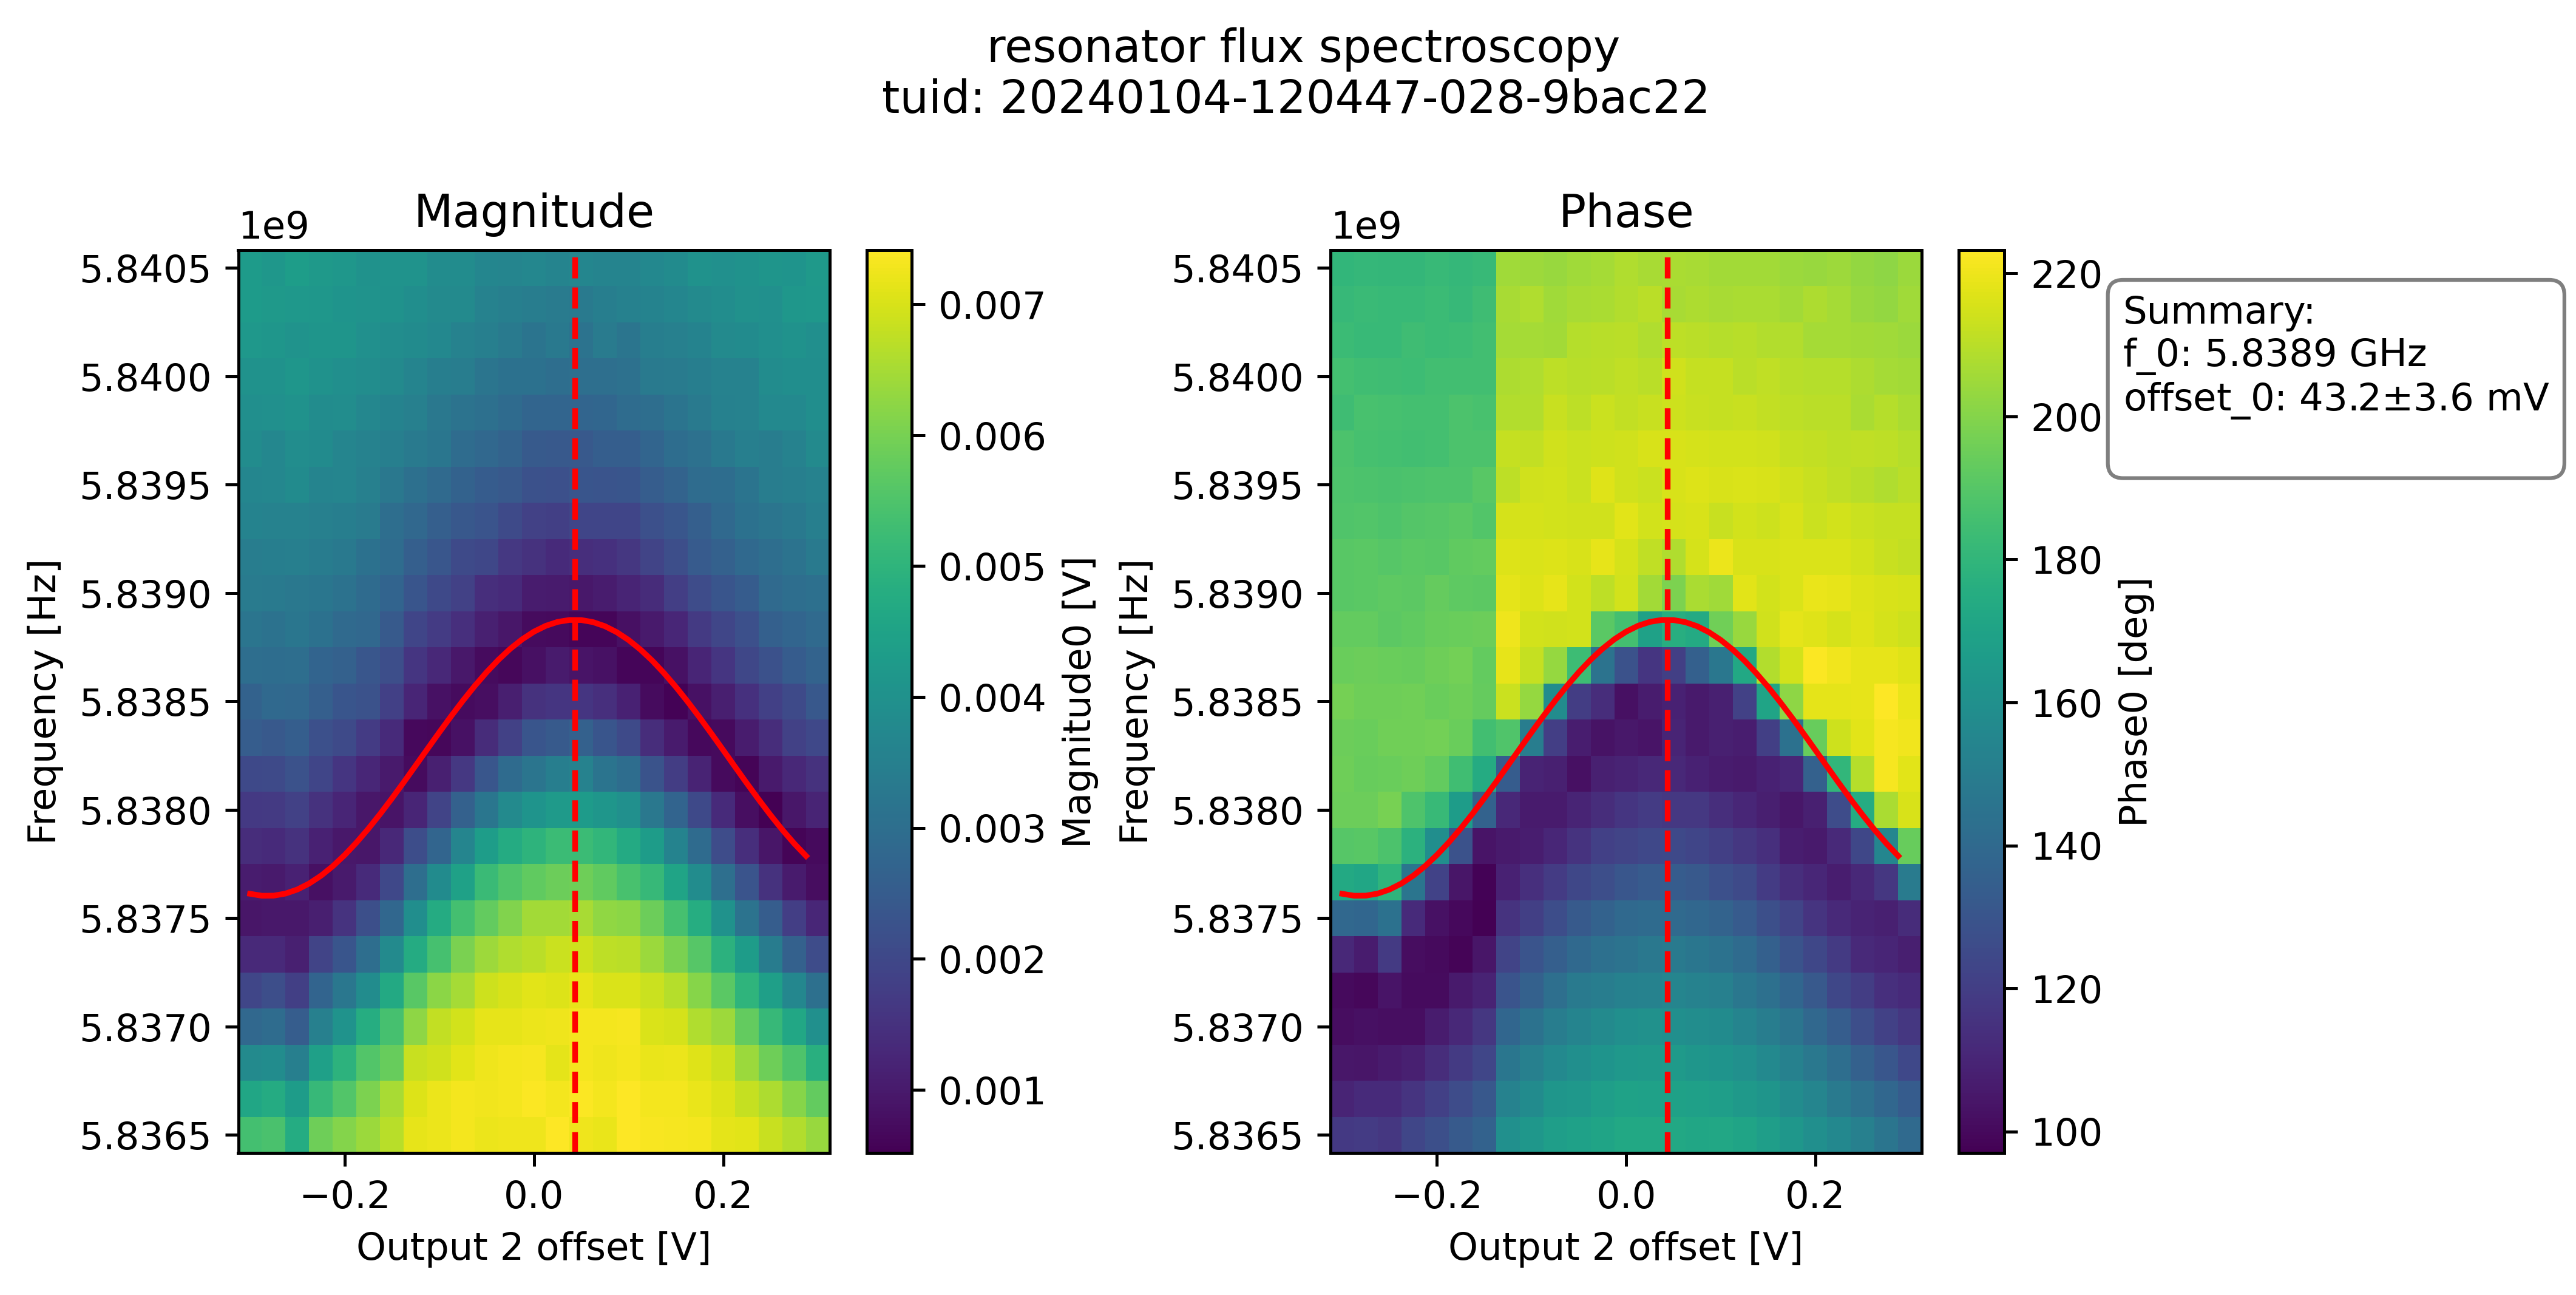 resonator flux spectroscopy
tuid: 20240104-120447-028-9bac22
Magnitude
1e9
5.8405
5.8400
5.8395
5.8390
5.8385
5.8380
5.8375
5.8370
5.8365
Frequency [Hz]
−0.2 0.0 0.2
Output 2 offset [V]
0.007
0.006
0.005
0.004
0.003
0.002
0.001
Magnitude0 [V]
Phase
1e9
5.8405
5.8400
5.8395
5.8390
5.8385
5.8380
5.8375
5.8370
5.8365
Frequency [Hz]
−0.2 0.0 0.2
Output 2 offset [V]
220
200
180
160
140
120
100
Phase0 [deg]
Summary:
f_0: 5.8389 GHz
offset_0: 43.2±3.6 mV